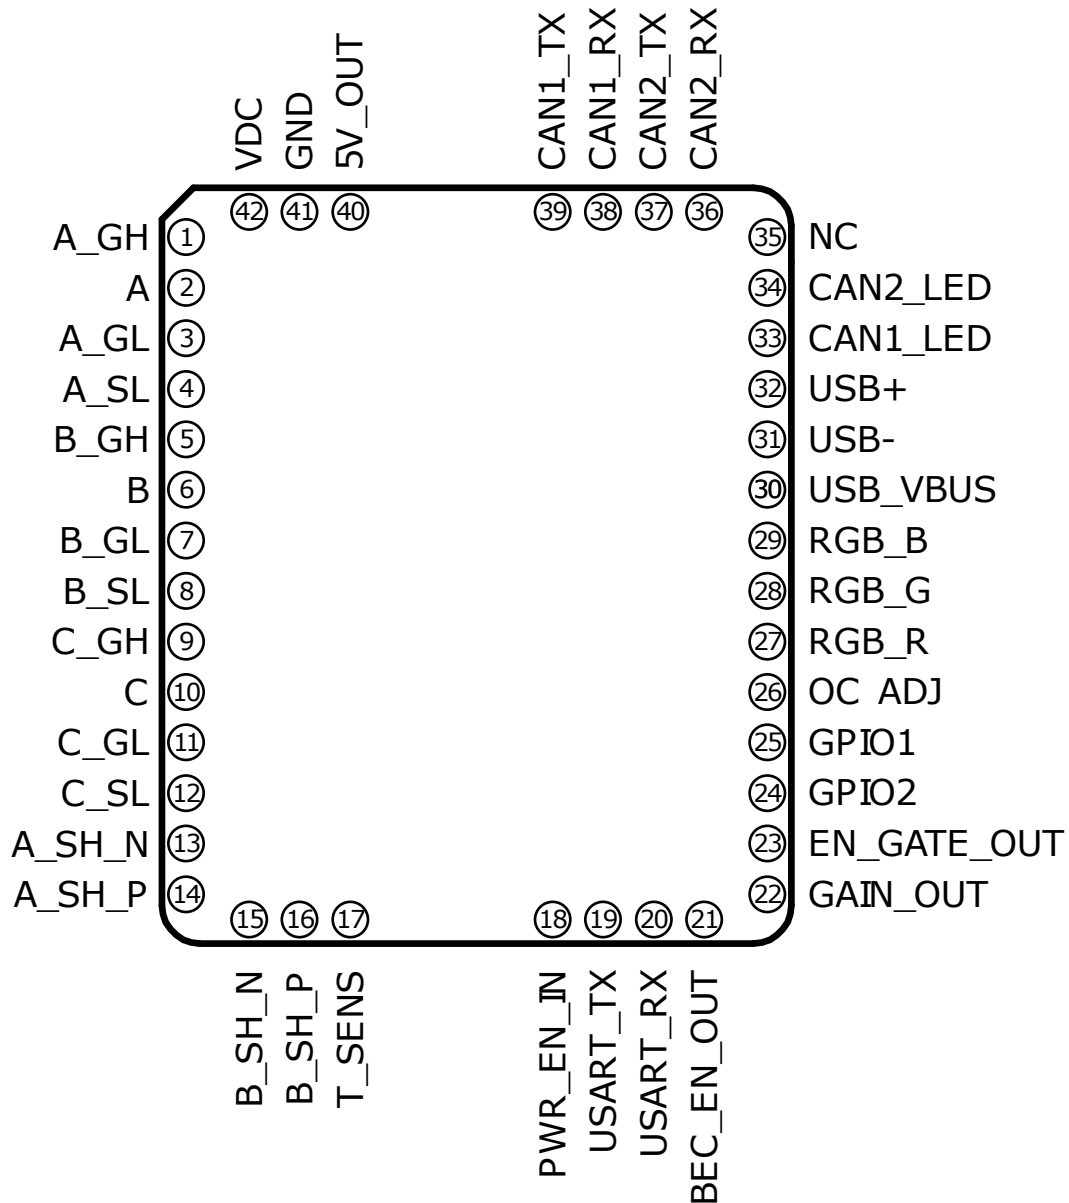 VDC
GND
5V_OUT
CAN1_TX
CAN1_RX
CAN2_TX
CAN2_RX
42
41
40
39
38
37
36
A_GH 1
A 2
A_GL 3
A_SL 4
B_GH 5
B 6
B_GL 7
B_SL 8
C_GH 9
C 10
C_GL 11
C_SL 12
A_SH_N 13
A_SH_P 14
35 NC
34 CAN2_LED
33 CAN1_LED
32 USB+
31 USB-
30 USB_VBUS
29 RGB_B
28 RGB_G
27 RGB_R
26 OC ADJ
25 GPIO1
24 GPIO2
23 EN_GATE_OUT
22 GAIN_OUT
15
16
17
18
19
20
21
B_SH_N
B_SH_P
T_SENS
PWR_EN_IN
USART_TX
USART_RX
BEC_EN_OUT